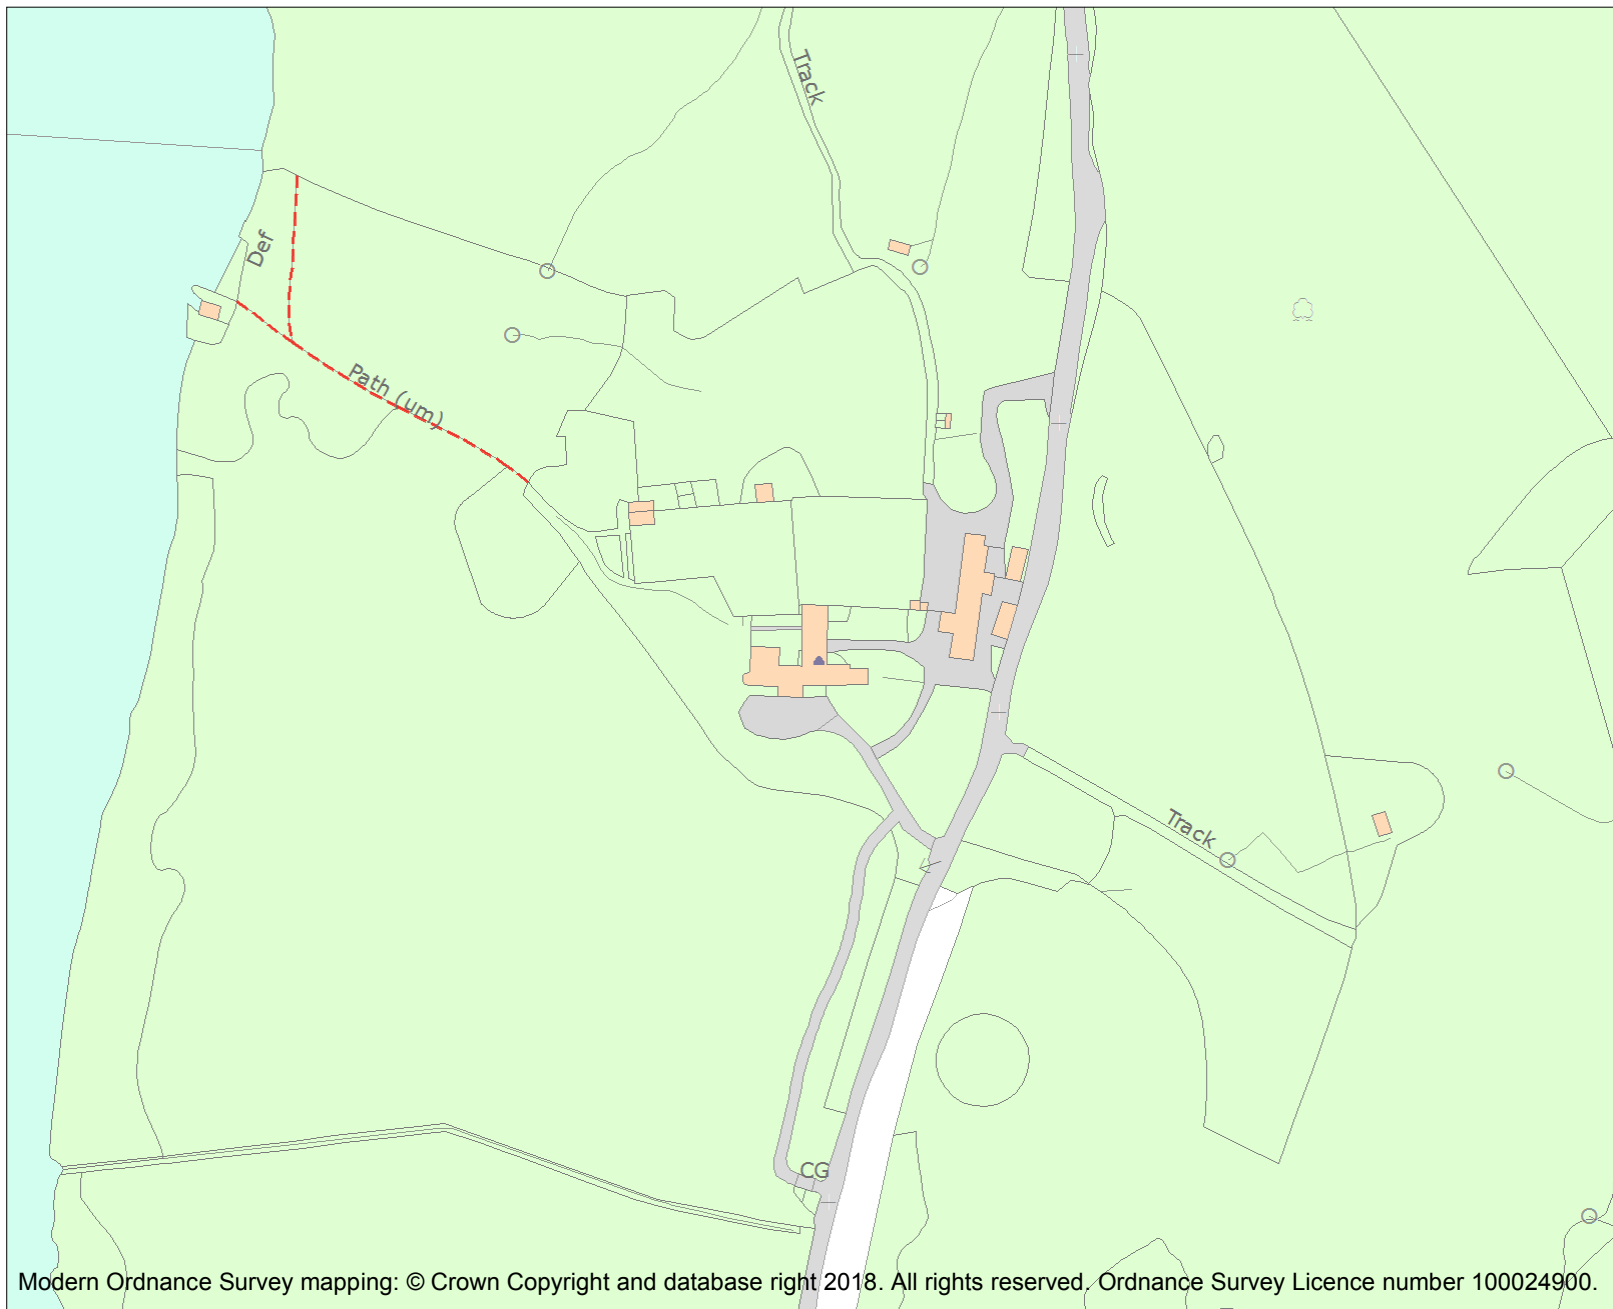 Track
Def
Path (um)
Track
CG
Modern Ordnance Survey mapping: © Crown Copyright and database right 2018. All rights reserved. Ordnance Survey Licence number 100024900.